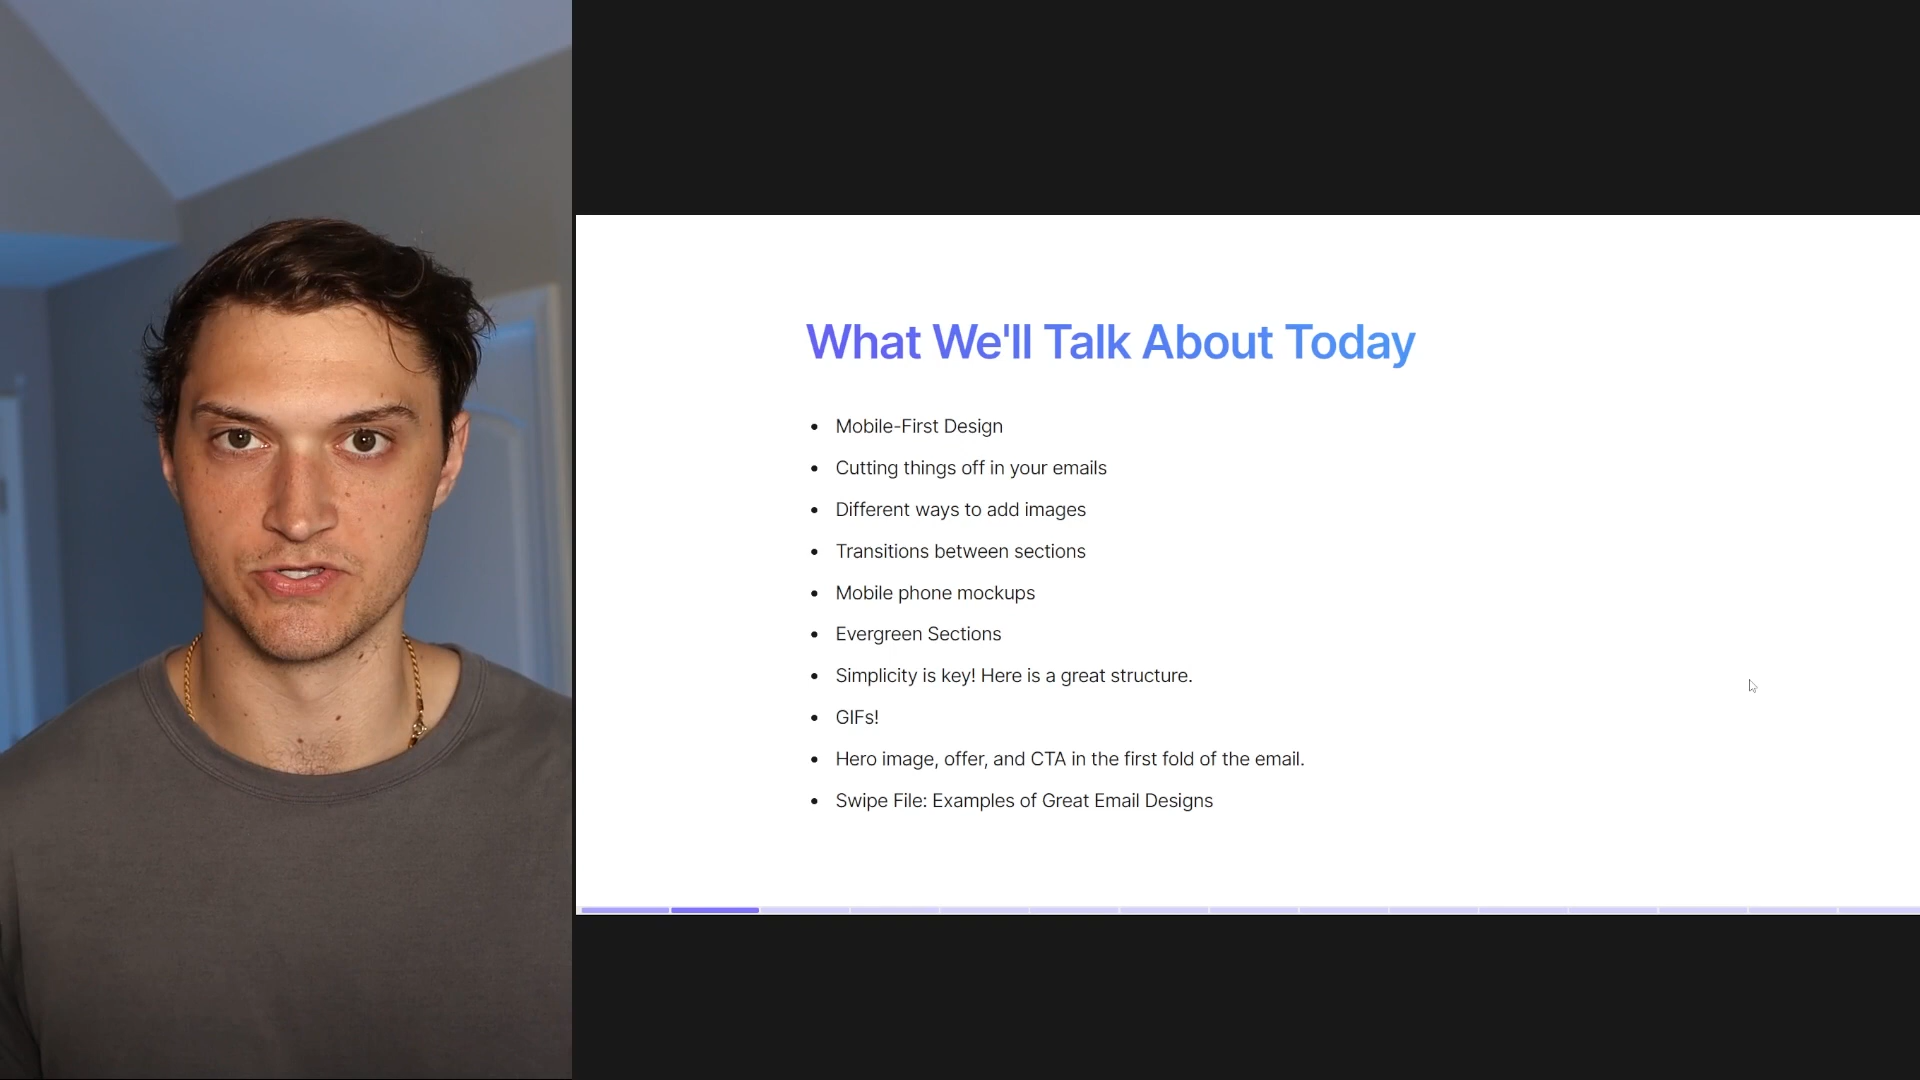 What We'll Talk About Today
Mobile-First Design
Cutting things off in your emails
Different ways to add images
Transitions between sections
Mobile phone mockups
Evergreen Sections
Simplicity is key! Here is a great structure.
GIFs!
Hero image, offer, and CTA in the first fold of the email.
Swipe File: Examples of Great Email Designs